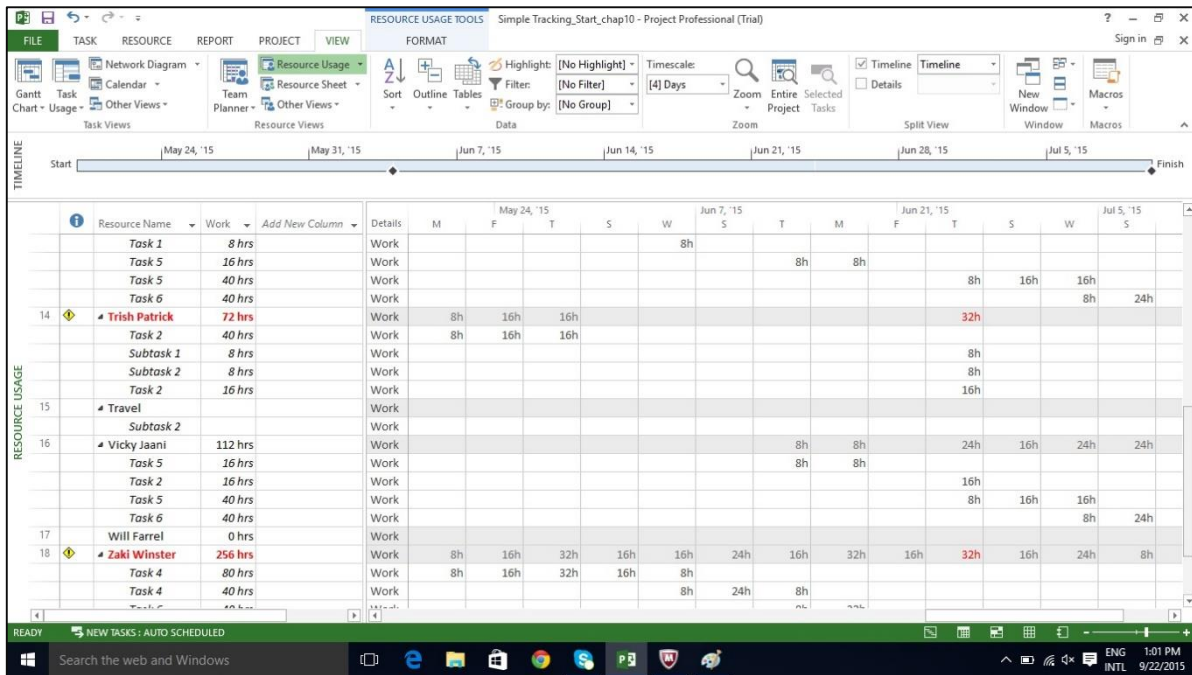 RESOURCE USAGE TOOLS Simple Tracking_Start_chap10 - Project Professional (Trial)
FILE TASK RESOURCE REPORT PROJECT VIEW FORMAT Sign in
Network Diagram Resource Usage Highlight: [No Highlight] Timescale: Timeline Timeline
Calendar Resource Sheet Filter: [No Filter] [4] Days Details
Gantt Chart Task Usage Other Views Team Planner Other Views Sort Outline Tables Group by: [No Group] Zoom Entire Project Selected Tasks New Window Macros
Task Views Resource Views Data Zoom Split View Window Macros
TIMELINE
May 24, '15 May 31, '15 Jun 7, '15 Jun 14, '15 Jun 21, '15 Jun 28, '15 Jul 5, '15
Start Finish
RESOURCE USAGE
May 24, '15 Jun 7, '15 Jun 21, '15 Jul 5, '15
Resource Name Work Add New Column Details M F T S W S T M F T S W S
Task 1 8 hrs Work 8h
Task 5 16 hrs Work 8h 8h
Task 5 40 hrs Work 8h 16h 16h
Task 6 40 hrs Work 8h 24h
14 Trish Patrick 72 hrs Work 8h 16h 16h 32h
Task 2 40 hrs Work 8h 16h 16h
Subtask 1 8 hrs Work 8h
Subtask 2 8 hrs Work 8h
Task 2 16 hrs Work 16h
15 Travel Work
Subtask 2 Work
16 Vicky Jaani 112 hrs Work 8h 8h 24h 16h 24h 24h
Task 5 16 hrs Work 8h 8h
Task 2 16 hrs Work 16h
Task 5 40 hrs Work 8h 16h 16h
Task 6 40 hrs Work 8h 24h
17 Will Farrel 0 hrs Work
18 Zaki Winster 256 hrs Work 8h 16h 32h 16h 16h 24h 16h 32h 16h 32h 16h 24h 8h
Task 4 80 hrs Work 8h 16h 32h 16h 8h
Task 4 40 hrs Work 8h 24h 8h
READY NEW TASKS : AUTO SCHEDULED
Search the web and Windows ENG 1:01 PM
INTL 9/22/2015